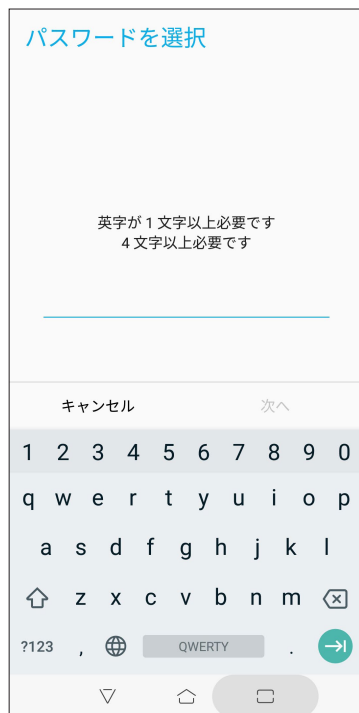 パスワードを選択
英字が 1 文字以上必要です
4 文字以上必要です
キャンセル 次へ
1 2 3 4 5 6 7 8 9 0
q w e r t y u i o p
a s d f g h j k l
z x c v b n m
?123 , QWERTY .